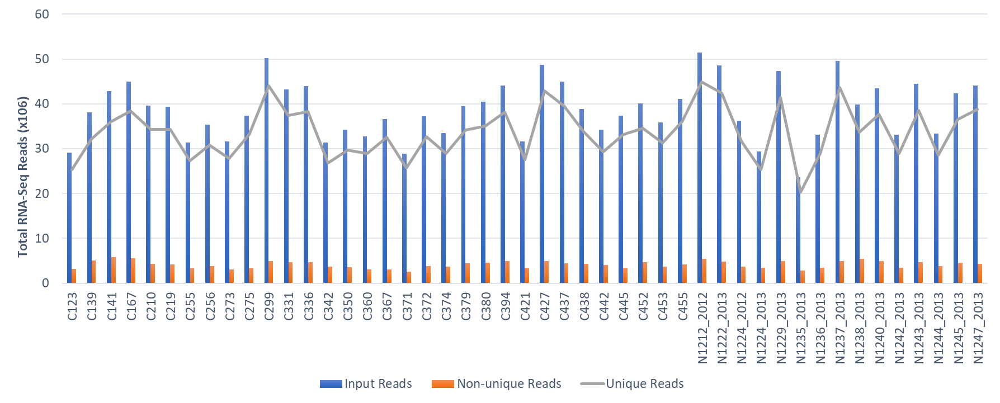 60
50
40
30
20
10
0
Total RNA-Seq Reads (x106)
C123
C139
C141
C167
C210
C219
C255
C256
C273
C275
C299
C331
C336
C342
C350
C360
C367
C371
C372
C374
C379
C380
C394
C421
C427
C437
C438
C442
C445
C452
C453
C455
N1212_2012
N1222_2013
N1224_2012
N1224_2013
N1229_2013
N1235_2013
N1236_2013
N1237_2013
N1238_2013
N1240_2013
N1242_2013
N1243_2013
N1244_2013
N1245_2013
N1247_2013
Input Reads
Non-unique Reads
Unique Reads